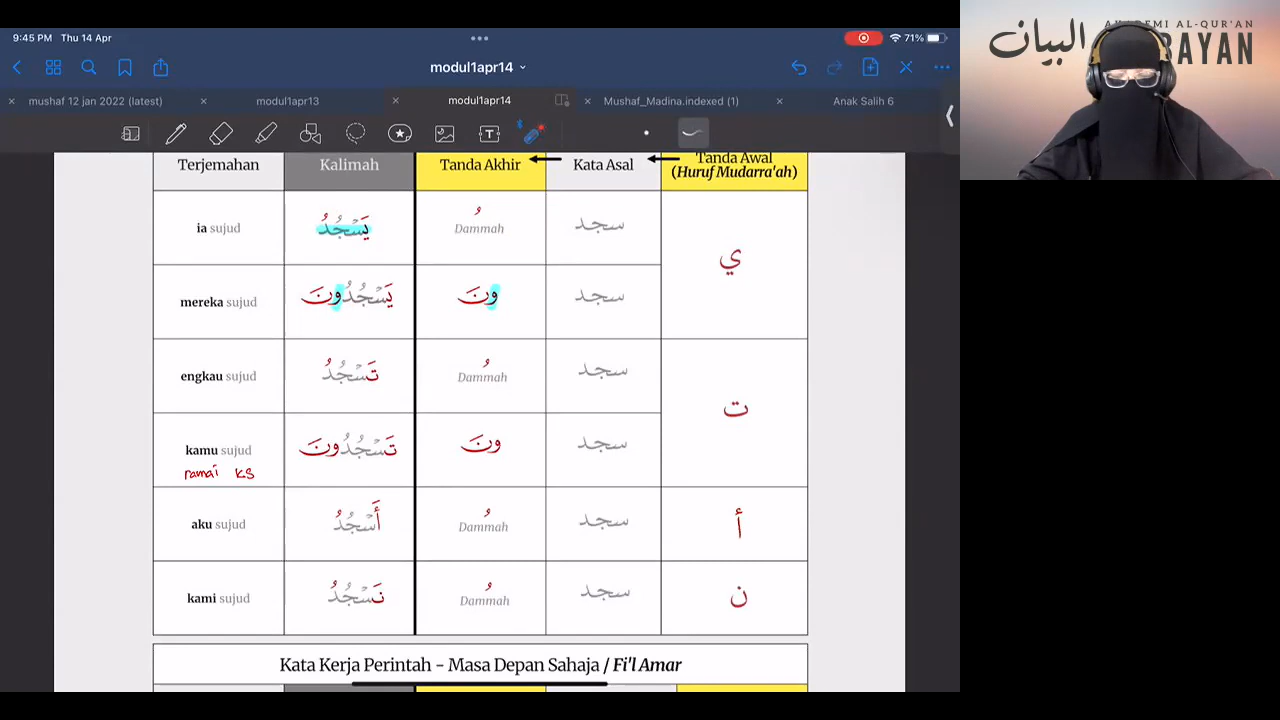 9:45 PM Thu 14 Apr
71%
modul1apr14
mushaf 12 jan 2022 (latest)
modul1apr13
modul1apr14
Mushaf_Madina.indexed (1)
Anak Salih 6
AL-QUR'AN
البيان
BAYAN
Terjemahan Kalimah Tanda Akhir Kata Asal Tanda Awal
(Huruf Mudarra'ah)
ia sujud يَسْجُدُ ُ Dammah سجد ي
mereka sujud يَسْجُدُونَ ونَ سجد
engkau sujud تَسْجُدُ ُ Dammah سجد ت
kamu sujud تَسْجُدُونَ ونَ سجد
ramai KS
aku sujud أَسْجُدُ ُ Dammah سجد أ
kami sujud نَسْجُدُ ُ Dammah سجد ن
Kata Kerja Perintah - Masa Depan Sahaja / Fi'l Amar